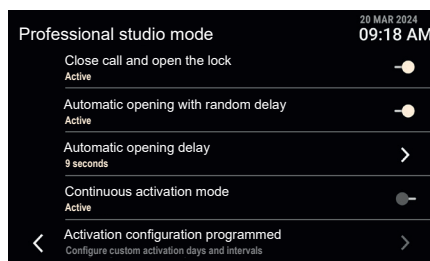 20 MAR 2024
Professional studio mode
09:18 AM
Close call and open the lock
Active
Automatic opening with random delay
Active
Automatic opening delay
9 seconds
Continuous activation mode
Active
Activation configuration programmed
Configure custom activation days and intervals